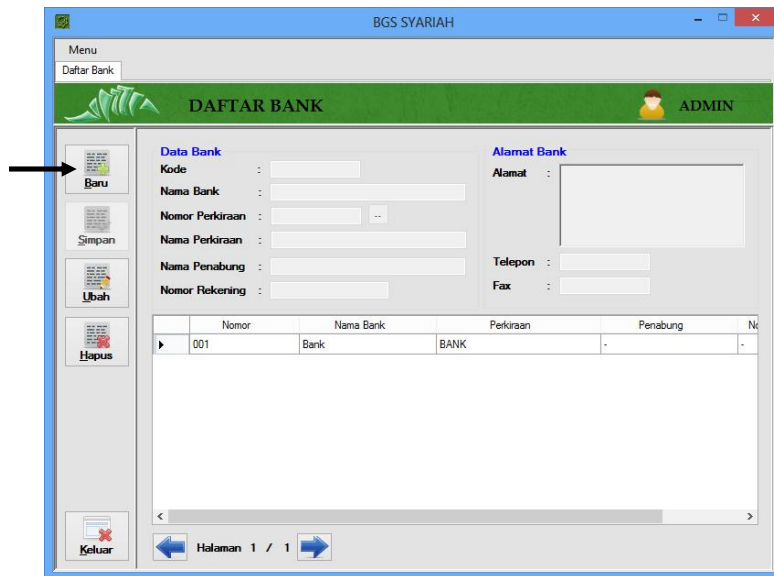 BGS SYARIAH
Menu
Daftar Bank
DAFTAR BANK ADMIN
Baru
Simpan
Ubah
Hapus
Keluar
Data Bank
Kode :
Nama Bank :
Nomor Perkiraan : --
Nama Perkiraan :
Nama Penabung :
Nomor Rekening :
Alamat Bank
Alamat :
Telepon :
Fax :
Nomor Nama Bank Perkiraan Penabung
001 Bank BANK - -
Halaman 1 / 1